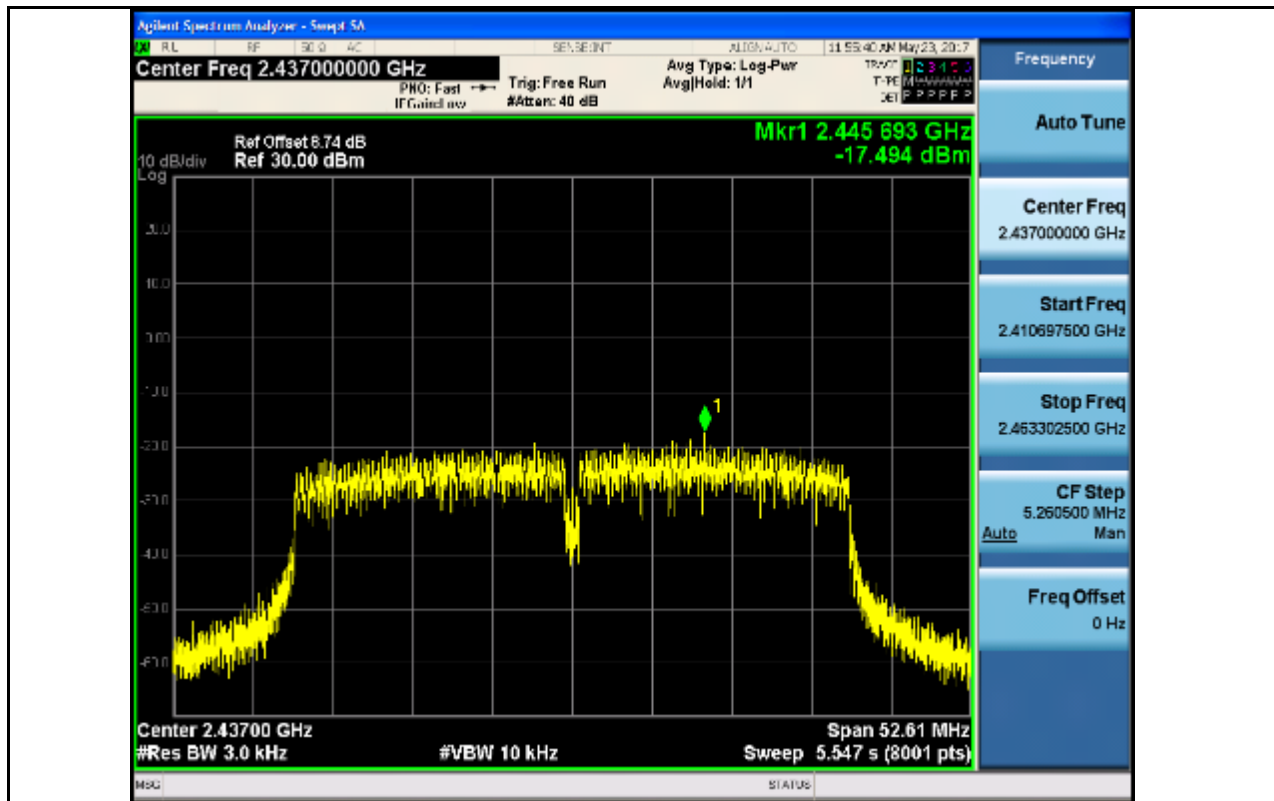 Agilent Spectrum Analyzer - Swept SA
RL RF 50 Ω AC SENSE:INT ALIGN AUTO 11:55:40 AM May 23, 2017
Center Freq 2.437000000 GHz
PNO: Fast
IFGain:Low
Trig: Free Run
#Atten: 40 dB
Avg Type: Log-Pwr
Avg|Hold: 1/1
TRACE 1 2 3 4 5 6
TYPE
DET P P P P P P
Mkr1 2.445 693 GHz
-17.494 dBm
Ref Offset 8.74 dB
10 dB/div Ref 30.00 dBm
Log
20.0
10.0
0.00
-10.0
-20.0
-30.0
-40.0
-50.0
-60.0
1
Center 2.43700 GHz
Span 52.61 MHz
#Res BW 3.0 kHz
#VBW 10 kHz
Sweep 5.547 s (8001 pts)
MSG
STATUS
Frequency
Auto Tune
Center Freq
2.437000000 GHz
Start Freq
2.410697500 GHz
Stop Freq
2.463302500 GHz
CF Step
5.260500 MHz
Auto Man
Freq Offset
0 Hz